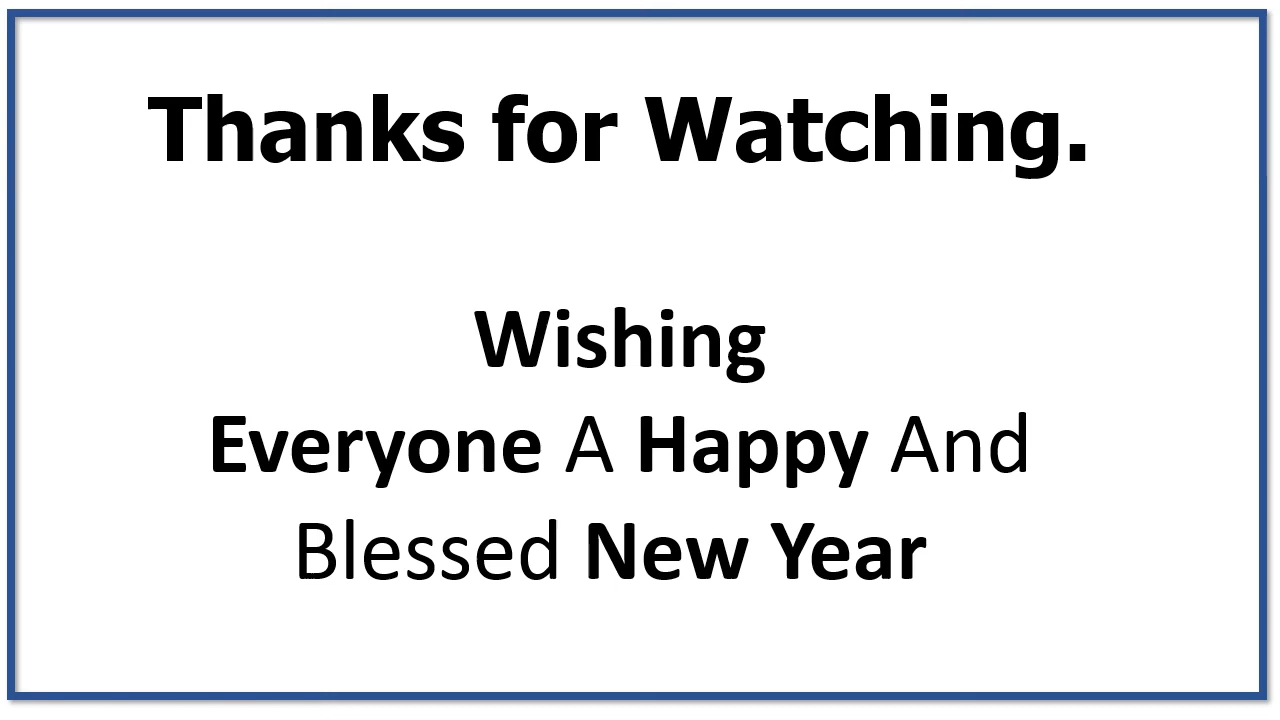 Thanks for Watching.
Wishing
Everyone A Happy And
Blessed New Year